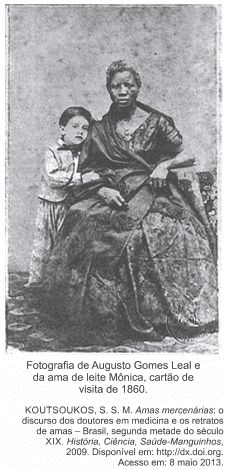 Fotografia de Augusto Gomes Leal e
da ama de leite Mônica, cartão de
visita de 1860.
KOUTSOUKOS, S. S. M. Amas mercenárias: o
discurso dos doutores em medicina e os retratos
de amas – Brasil, segunda metade do século
XIX. História, Ciência, Saúde-Manguinhos,
2009. Disponível em: http://dx.doi.org.
Acesso em: 8 maio 2013.